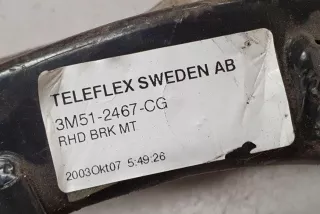 TELEFLEX SWEDEN AB
3M51-2467-CG
RHD BRK MT
2003Okt07 5:49:26